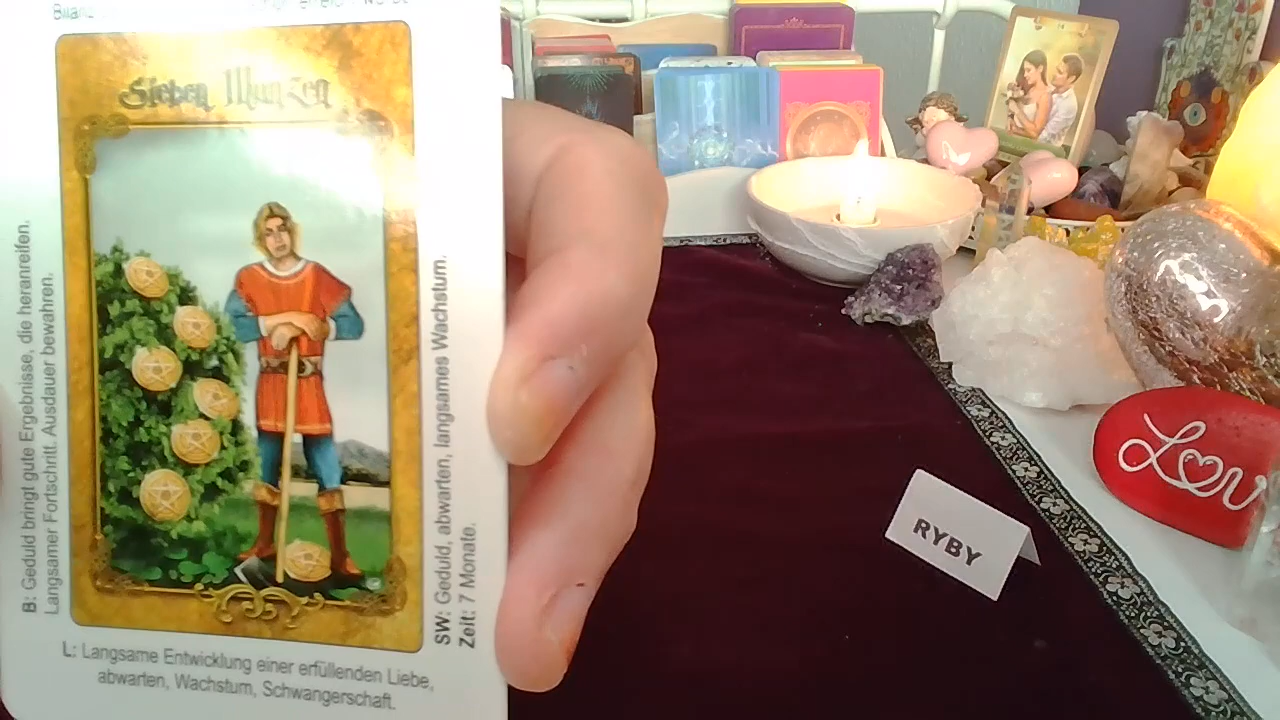 Sieben Münzen
B: Geduld bringt gute Ergebnisse, die heranreifen.
Langsamer Fortschritt. Ausdauer bewahren.
SW: Geduld, abwarten, langsames Wachstum.
Zeit: 7 Monate.
L: Langsame Entwicklung einer erfüllenden Liebe,
abwarten, Wachstum, Schwangerschaft.
RYBY
Lov